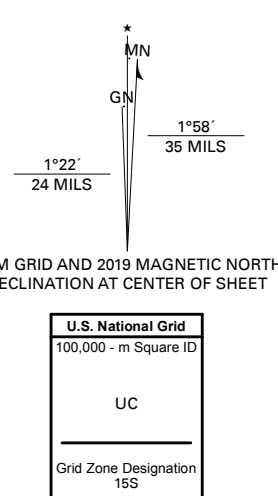 ★
MN
GN
1°58´
35 MILS
1°22´
24 MILS
M GRID AND 2019 MAGNETIC NORTH
ECLINATION AT CENTER OF SHEET
U.S. National Grid
100,000 - m Square ID
UC
Grid Zone Designation
15S